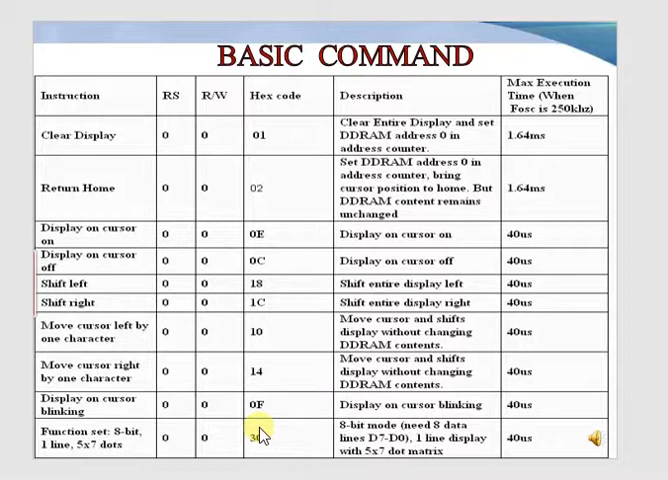 BASIC COMMAND
Instruction RS R/W Hex code Description Max Execution
Time (When
Fosc is 250khz)
Clear Display 0 0 01 Clear Entire Display and set
DDRAM address 0 in
address counter. 1.64ms
Return Home 0 0 02 Set DDRAM address 0 in
address counter, bring
cursor position to home. But
DDRAM content remains
unchanged 1.64ms
Display on cursor
on 0 0 0E Display on cursor on 40us
Display on cursor
off 0 0 0C Display on cursor off 40us
Shift left 0 0 18 Shift entire display left 40us
Shift right 0 0 1C Shift entire display right 40us
Move cursor left by
one character 0 0 10 Move cursor and shifts
display without changing
DDRAM contents. 40us
Move cursor right
by one character 0 0 14 Move cursor and shifts
display without changing
DDRAM contents. 40us
Display on cursor
blinking 0 0 0F Display on cursor blinking 40us
Function set: 8-bit,
1 line, 5x7 dots 0 0 8-bit mode (need 8 data
lines D7-D0), 1 line display
with 5x7 dot matrix 40us